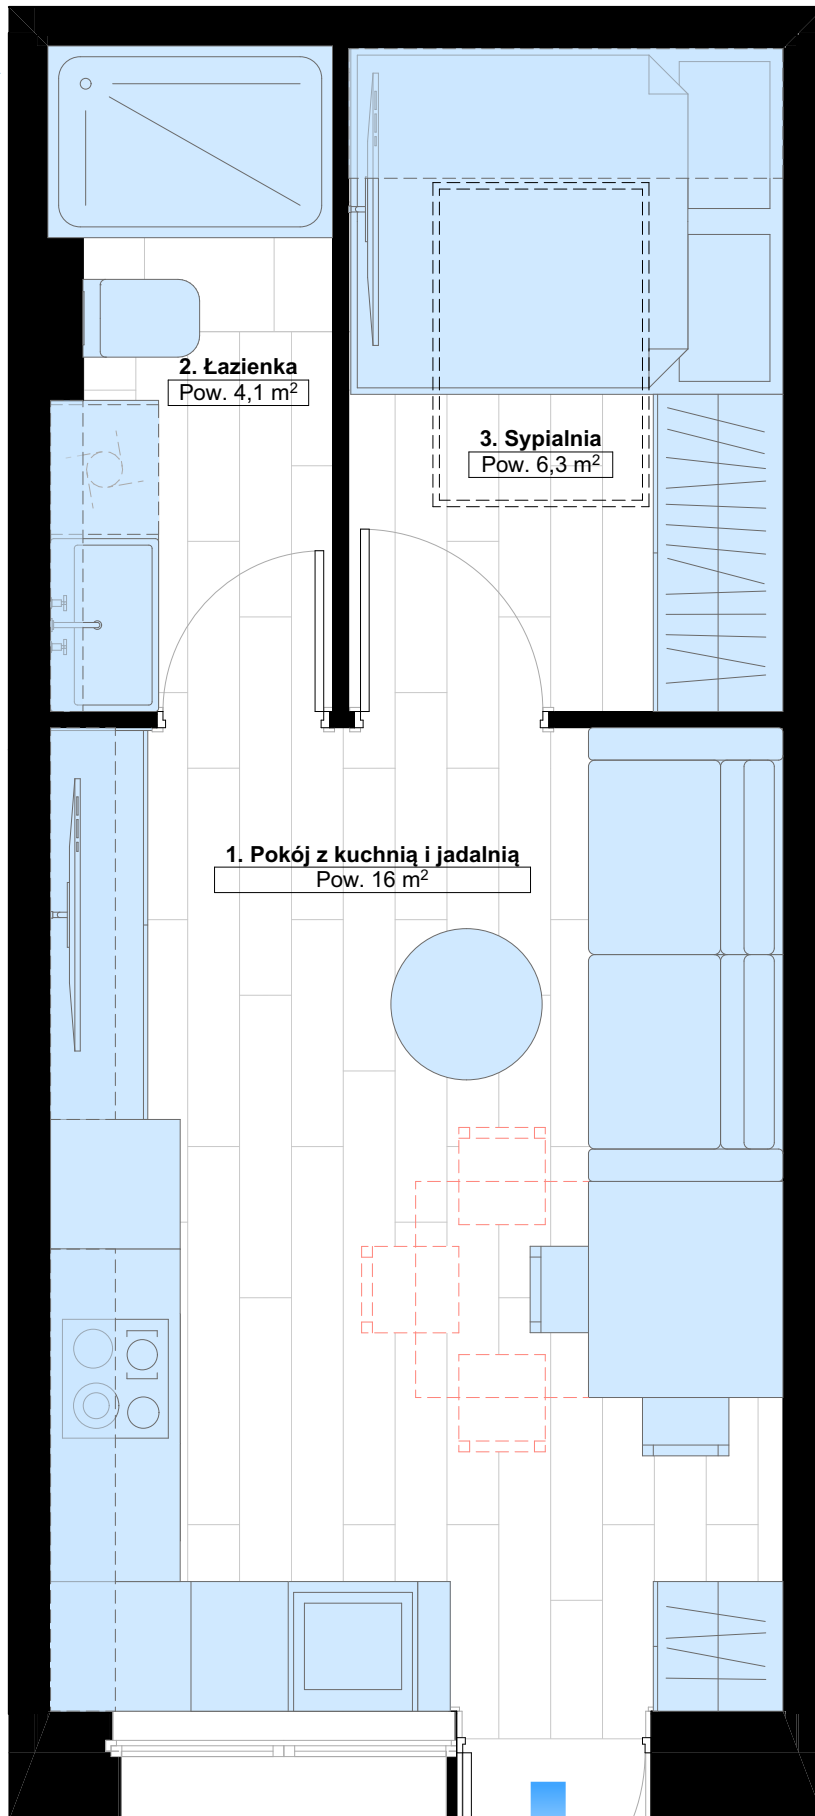 2. Łazienka
Pow. 4,1 m²
3. Sypialnia
Pow. 6,3 m²
1. Pokój z kuchnią i jadalnią
Pow. 16 m²